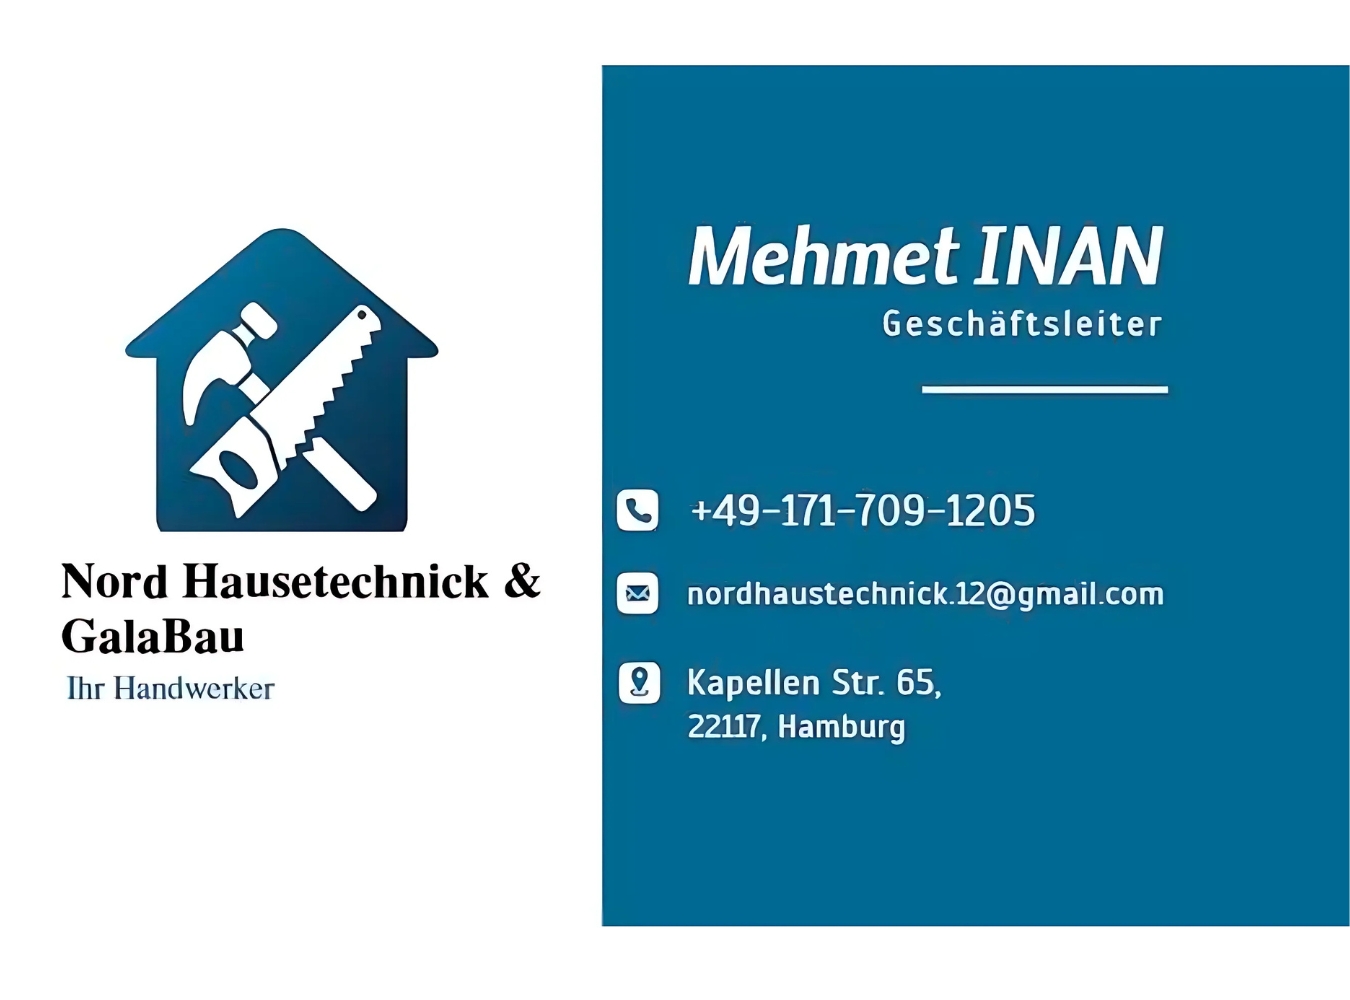 Nord Hausetechnick &
GalaBau
Ihr Handwerker
Mehmet INAN
Geschäftsleiter
+49-171-709-1205
nordhaustechnick.12@gmail.com
Kapellen Str. 65,
22117, Hamburg